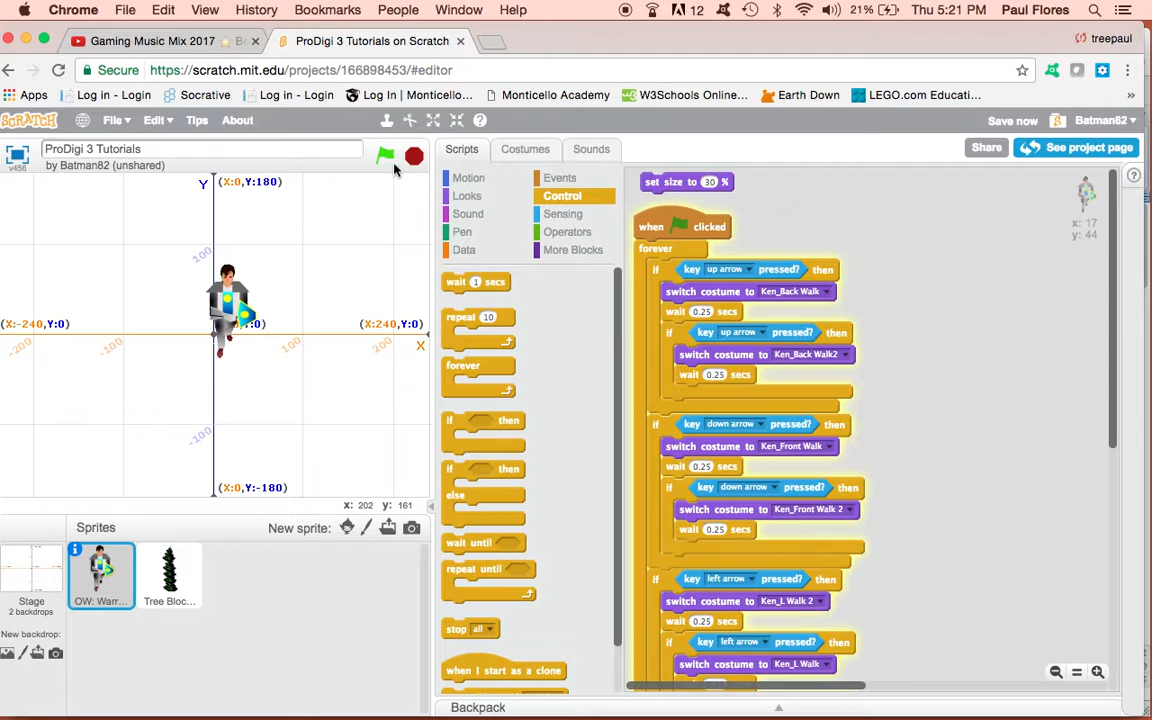 Chrome File Edit View History Bookmarks People Window Help 12 21% Thu 5:21 PM Paul Flores
Gaming Music Mix 2017 ProDigi 3 Tutorials on Scratch treepaul
Secure https://scratch.mit.edu/projects/166898453/#editor
Apps Log in - Login Socrative Log in - Login Log In | Monticello... Monticello Academy W3Schools Online... Earth Down LEGO.com Educati... »
SCRATCH File Edit Tips About Save now Batman82
v456 ProDigi 3 Tutorials
by Batman82 (unshared)
Scripts Costumes Sounds Share See project page
Y (X:0,Y:180)
100
(X:-240,Y:0) (X:240,Y:0)
-200 -100 100 200 X
-100
(X:0,Y:-180)
x: 202 y: 161
Motion Events
Looks Control
Sound Sensing
Pen Operators
Data More Blocks
wait 1 secs
repeat 10
forever
if then
if then
else
wait until
repeat until
stop all
when I start as a clone
set size to 30 %
when clicked
forever
if key up arrow pressed? then
switch costume to Ken_Back Walk
wait 0.25 secs
if key up arrow pressed? then
switch costume to Ken_Back Walk2
wait 0.25 secs
if key down arrow pressed? then
switch costume to Ken_Front Walk
wait 0.25 secs
if key down arrow pressed? then
switch costume to Ken_Front Walk 2
wait 0.25 secs
if key left arrow pressed? then
switch costume to Ken_L Walk 2
wait 0.25 secs
if key left arrow pressed? then
switch costume to Ken_L Walk
x: 17
y: 44
Sprites New sprite:
Stage
2 backdrops
New backdrop:
OW: Warr... Tree Bloc...
Backpack